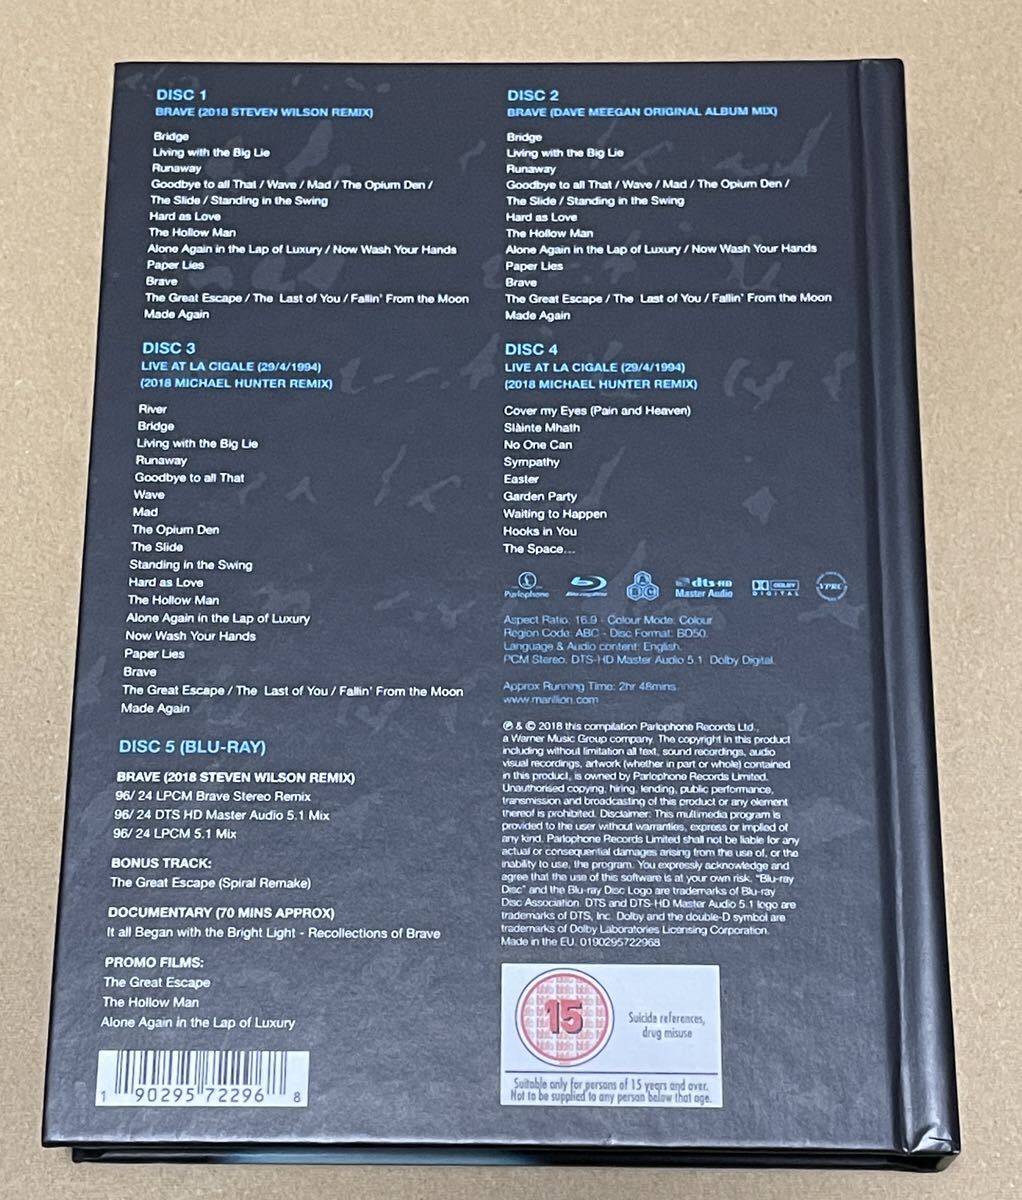 DISC 1
BRAVE (2018 STEVEN WILSON REMIX)
Bridge
Living with the Big Lie
Runaway
Goodbye to all That / Wave / Mad / The Opium Den /
The Slide / Standing in the Swing
Hard as Love
The Hollow Man
Alone Again in the Lap of Luxury / Now Wash Your Hands
Paper Lies
Brave
The Great Escape / The Last of You / Fallin' From the Moon
Made Again
DISC 2
BRAVE (DAVE MEEGAN ORIGINAL ALBUM MIX)
Bridge
Living with the Big Lie
Runaway
Goodbye to all That / Wave / Mad / The Opium Den /
The Slide / Standing in the Swing
Hard as Love
The Hollow Man
Alone Again in the Lap of Luxury / Now Wash Your Hands
Paper Lies
Brave
The Great Escape / The Last of You / Fallin' From the Moon
Made Again
DISC 3
LIVE AT LA CIGALE (29/4/1994)
(2018 MICHAEL HUNTER REMIX)
River
Bridge
Living with the Big Lie
Runaway
Goodbye to all That
Wave
Mad
The Opium Den
The Slide
Standing in the Swing
Hard as Love
The Hollow Man
Alone Again in the Lap of Luxury
Now Wash Your Hands
Paper Lies
Brave
The Great Escape / The Last of You / Fallin' From the Moon
Made Again
DISC 4
LIVE AT LA CIGALE (29/4/1994)
(2018 MICHAEL HUNTER REMIX)
Cover my Eyes (Pain and Heaven)
Slàinte Mhath
No One Can
Sympathy
Easter
Garden Party
Waiting to Happen
Hooks in You
The Space...
DISC 5 (BLU-RAY)
BRAVE (2018 STEVEN WILSON REMIX)
96/ 24 LPCM Brave Stereo Remix
96/ 24 DTS HD Master Audio 5.1 Mix
96/ 24 LPCM 5.1 Mix
BONUS TRACK:
The Great Escape (Spiral Remake)
DOCUMENTARY (70 MINS APPROX)
It all Began with the Bright Light - Recollections of Brave
PROMO FILMS:
The Great Escape
The Hollow Man
Alone Again in the Lap of Luxury
1 90295 72296 8
Parlophone
Blu-ray Disc
ABC
dts-HD
Master Audio
DOLBY
DIGITAL
YPRC
Aspect Ratio: 16.9 - Colour Mode: Colour
Region Code: ABC - Disc Format: BD50.
Language & Audio content: English.
PCM Stereo. DTS-HD Master Audio 5.1. Dolby Digital.
Approx Running Time: 2hr 48mins.
www.marillion.com
℗ & © 2018 this compilation Parlophone Records Ltd.,
a Warner Music Group company. The copyright in this product
including without limitation all text, sound recordings, audio
visual recordings, artwork (whether in part or whole) contained
in this product, is owned by Parlophone Records Limited.
Unauthorised copying, hiring, lending, public performance,
transmission and broadcasting of this product or any element
thereof is prohibited. Disclaimer: This multimedia program is
provided to the user without warranties, express or implied of
any kind. Parlophone Records Limited shall not be liable for any
actual or consequential damages arising from the use of, or the
inability to use, the program. You expressly acknowledge and
agree that the use of this software is at your own risk. "Blu-ray
Disc" and the Blu-ray Disc Logo are trademarks of Blu-ray
Disc Association. DTS and DTS-HD Master Audio 5.1 logo are
trademarks of DTS, Inc. Dolby and the double-D symbol are
trademarks of Dolby Laboratories Licensing Corporation.
Made in the EU. 0190295722968
15
Suicide references,
drug misuse
Suitable only for persons of 15 years and over.
Not to be supplied to any person below that age.